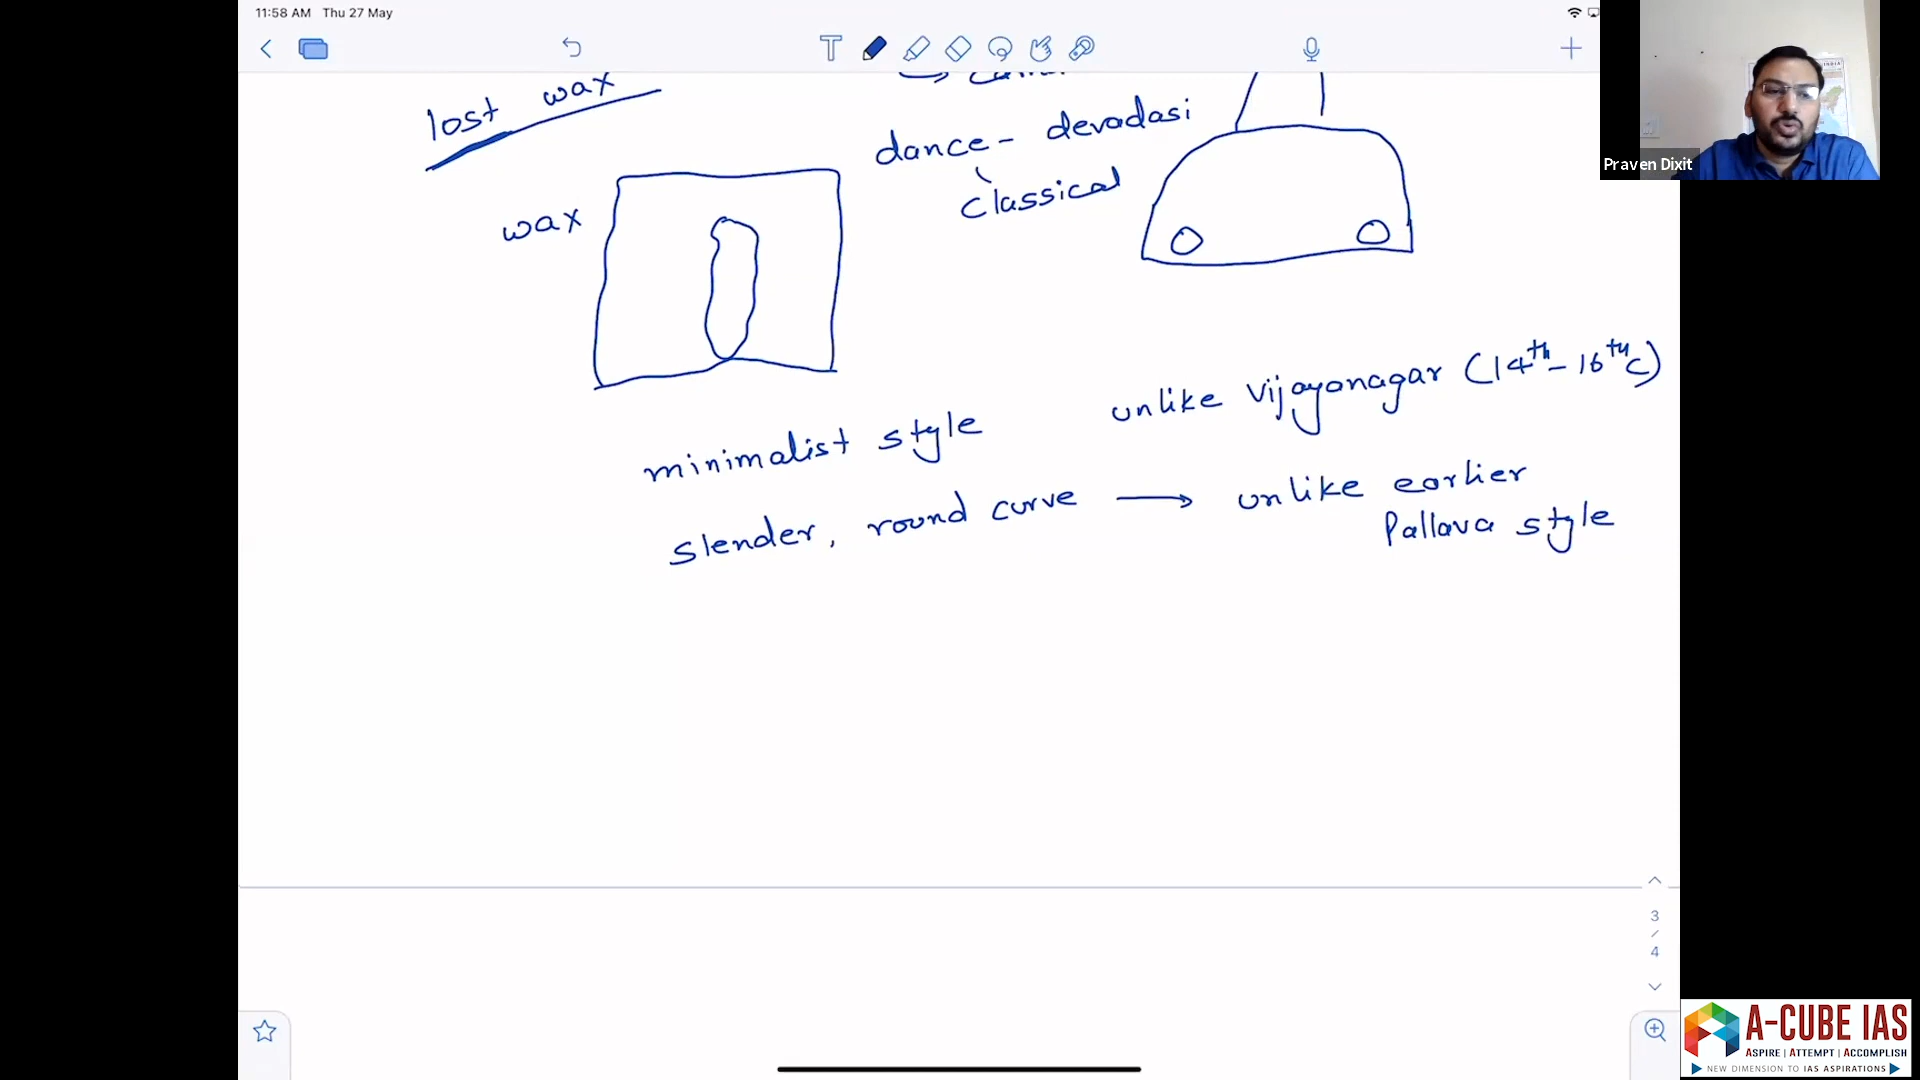 11:58 AM Thu 27 May
Praven Dixit
lost wax
dance - devadasi
classical
wax
unlike vijayanagar (14th - 16th C)
minimalist style
slender, round curve → unlike earlier
Pallava style
3
/
4
A-CUBE IAS
ASPIRE | ATTEMPT | ACCOMPLISH
NEW DIMENSION TO IAS ASPIRATIONS